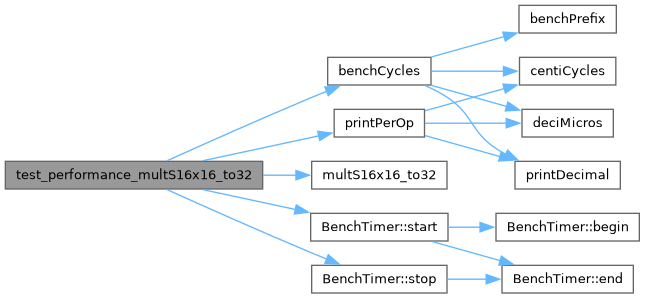 benchPrefix
benchCycles
centiCycles
printPerOp
deciMicros
test_performance_multS16x16_to32
multS16x16_to32
printDecimal
BenchTimer::start
BenchTimer::begin
BenchTimer::stop
BenchTimer::end